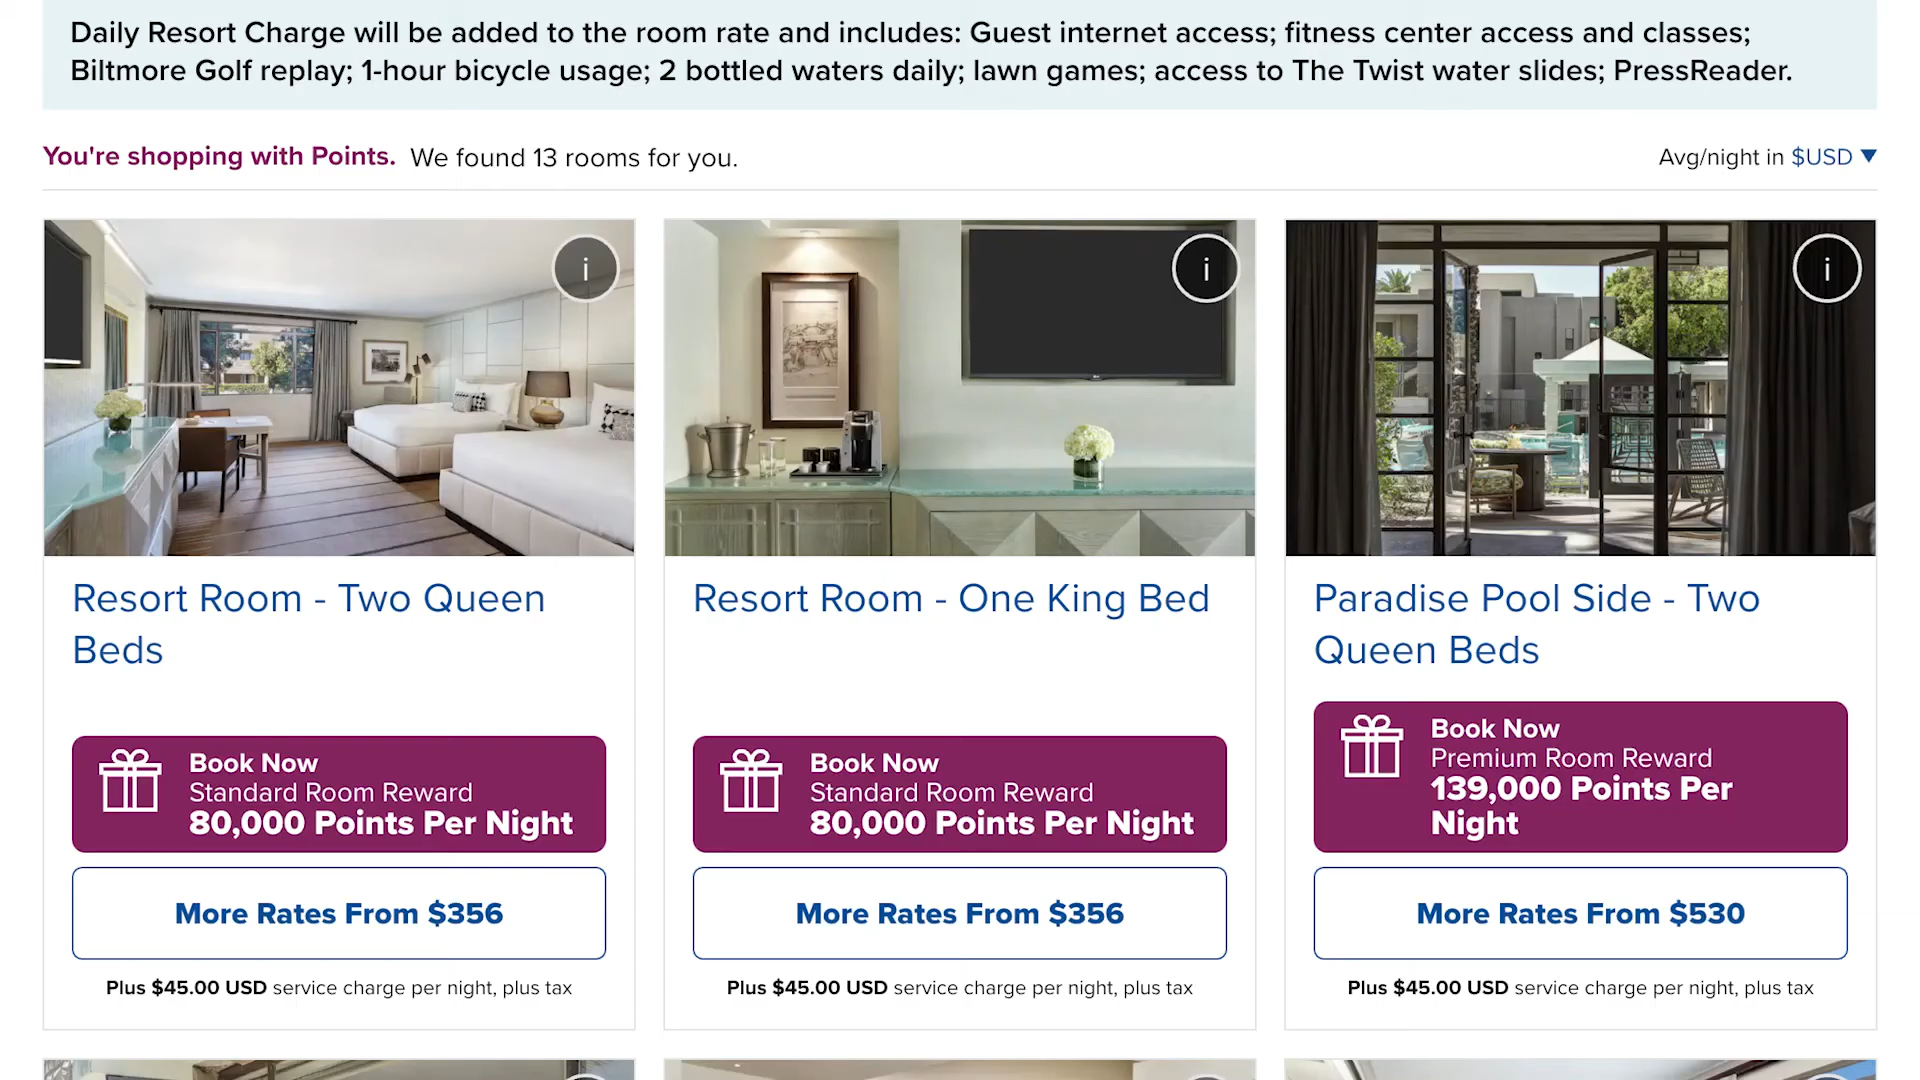 Daily Resort Charge will be added to the room rate and includes: Guest internet access; fitness center access and classes;
Biltmore Golf replay; 1-hour bicycle usage; 2 bottled waters daily; lawn games; access to The Twist water slides; PressReader.
You're shopping with Points. We found 13 rooms for you.
Avg/night in $USD ▼
i
i
i
Resort Room - Two Queen
Beds
Book Now
Standard Room Reward
80,000 Points Per Night
More Rates From $356
Plus $45.00 USD service charge per night, plus tax
Resort Room - One King Bed
Book Now
Standard Room Reward
80,000 Points Per Night
More Rates From $356
Plus $45.00 USD service charge per night, plus tax
Paradise Pool Side - Two
Queen Beds
Book Now
Premium Room Reward
139,000 Points Per
Night
More Rates From $530
Plus $45.00 USD service charge per night, plus tax